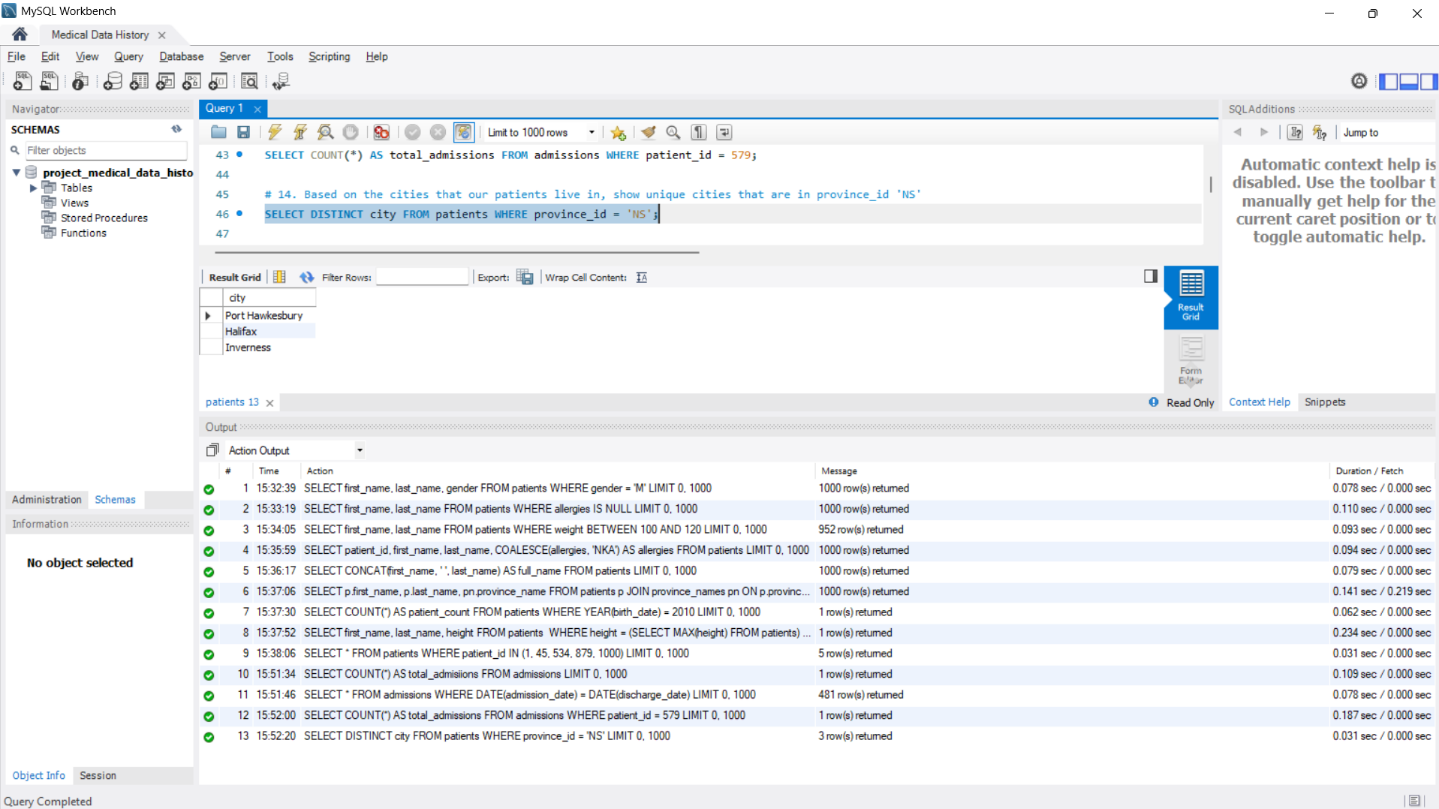 MySQL Workbench
Medical Data History
File Edit View Query Database Server Tools Scripting Help
Navigator
SCHEMAS
Filter objects
project_medical_data_histo
Tables
Views
Stored Procedures
Functions
Administration Schemas
Information
No object selected
Object Info Session
Query Completed
Query 1
Limit to 1000 rows
43 SELECT COUNT(*) AS total_admissions FROM admissions WHERE patient_id = 579;
44
45 # 14. Based on the cities that our patients live in, show unique cities that are in province_id 'NS'
46 SELECT DISTINCT city FROM patients WHERE province_id = 'NS';
47
Result Grid Filter Rows: Export: Wrap Cell Content:
city
Port Hawkesbury
Halifax
Inverness
Result
Grid
Form
Editor
patients 13
Read Only
SQLAdditions
Jump to
Automatic context help is
disabled. Use the toolbar t
manually get help for the
current caret position or to
toggle automatic help.
Context Help Snippets
Output
Action Output
# Time Action Message Duration / Fetch
1 15:32:39 SELECT first_name, last_name, gender FROM patients WHERE gender = 'M' LIMIT 0, 1000 1000 row(s) returned 0.078 sec / 0.000 sec
2 15:33:19 SELECT first_name, last_name FROM patients WHERE allergies IS NULL LIMIT 0, 1000 1000 row(s) returned 0.110 sec / 0.000 sec
3 15:34:05 SELECT first_name, last_name FROM patients WHERE weight BETWEEN 100 AND 120 LIMIT 0, 1000 952 row(s) returned 0.093 sec / 0.000 sec
4 15:35:59 SELECT patient_id, first_name, last_name, COALESCE(allergies, 'NKA') AS allergies FROM patients LIMIT 0, 1000 1000 row(s) returned 0.094 sec / 0.000 sec
5 15:36:17 SELECT CONCAT(first_name, ' ', last_name) AS full_name FROM patients LIMIT 0, 1000 1000 row(s) returned 0.079 sec / 0.000 sec
6 15:37:06 SELECT p.first_name, p.last_name, pn.province_name FROM patients p JOIN province_names pn ON p.provinc... 1000 row(s) returned 0.141 sec / 0.219 sec
7 15:37:30 SELECT COUNT(*) AS patient_count FROM patients WHERE YEAR(birth_date) = 2010 LIMIT 0, 1000 1 row(s) returned 0.062 sec / 0.000 sec
8 15:37:52 SELECT first_name, last_name, height FROM patients WHERE height = (SELECT MAX(height) FROM patients) ... 1 row(s) returned 0.234 sec / 0.000 sec
9 15:38:06 SELECT * FROM patients WHERE patient_id IN (1, 45, 534, 879, 1000) LIMIT 0, 1000 5 row(s) returned 0.031 sec / 0.000 sec
10 15:51:34 SELECT COUNT(*) AS total_admisiions FROM admissions LIMIT 0, 1000 1 row(s) returned 0.109 sec / 0.000 sec
11 15:51:46 SELECT * FROM admissions WHERE DATE(admission_date) = DATE(discharge_date) LIMIT 0, 1000 481 row(s) returned 0.078 sec / 0.000 sec
12 15:52:00 SELECT COUNT(*) AS total_admissions FROM admissions WHERE patient_id = 579 LIMIT 0, 1000 1 row(s) returned 0.187 sec / 0.000 sec
13 15:52:20 SELECT DISTINCT city FROM patients WHERE province_id = 'NS' LIMIT 0, 1000 3 row(s) returned 0.031 sec / 0.000 sec